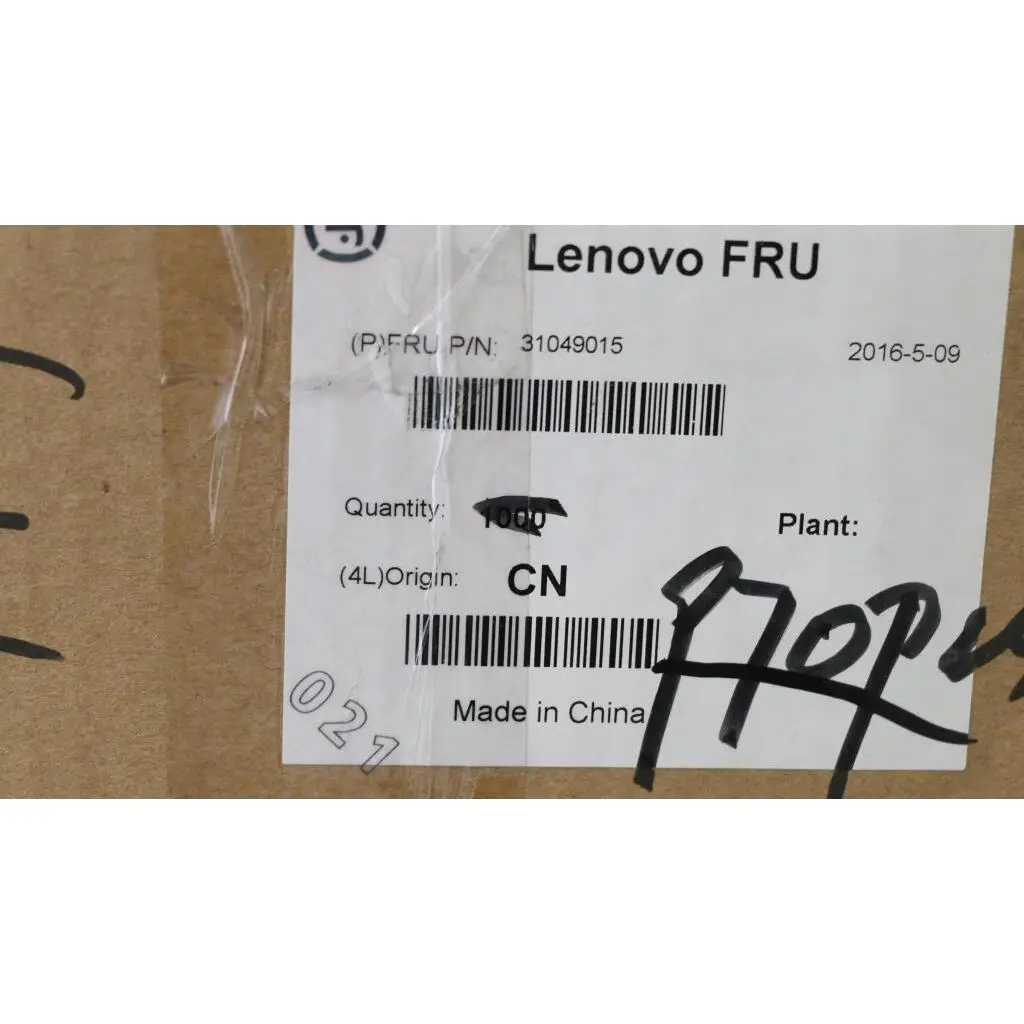 Lenovo FRU
(P)FRU P/N: 31049015
2016-5-09
Quantity: 1000
Plant:
(4L)Origin: CN
Made in China
021